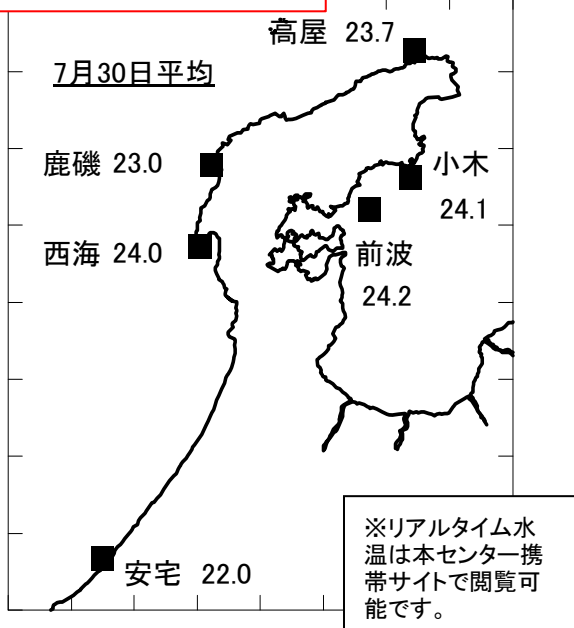 高屋 23.7
7月30日平均
鹿磯 23.0
小木
24.1
西海 24.0
前波
24.2
安宅 22.0
※リアルタイム水
温は本センター携
帯サイトで閲覧可
能です。